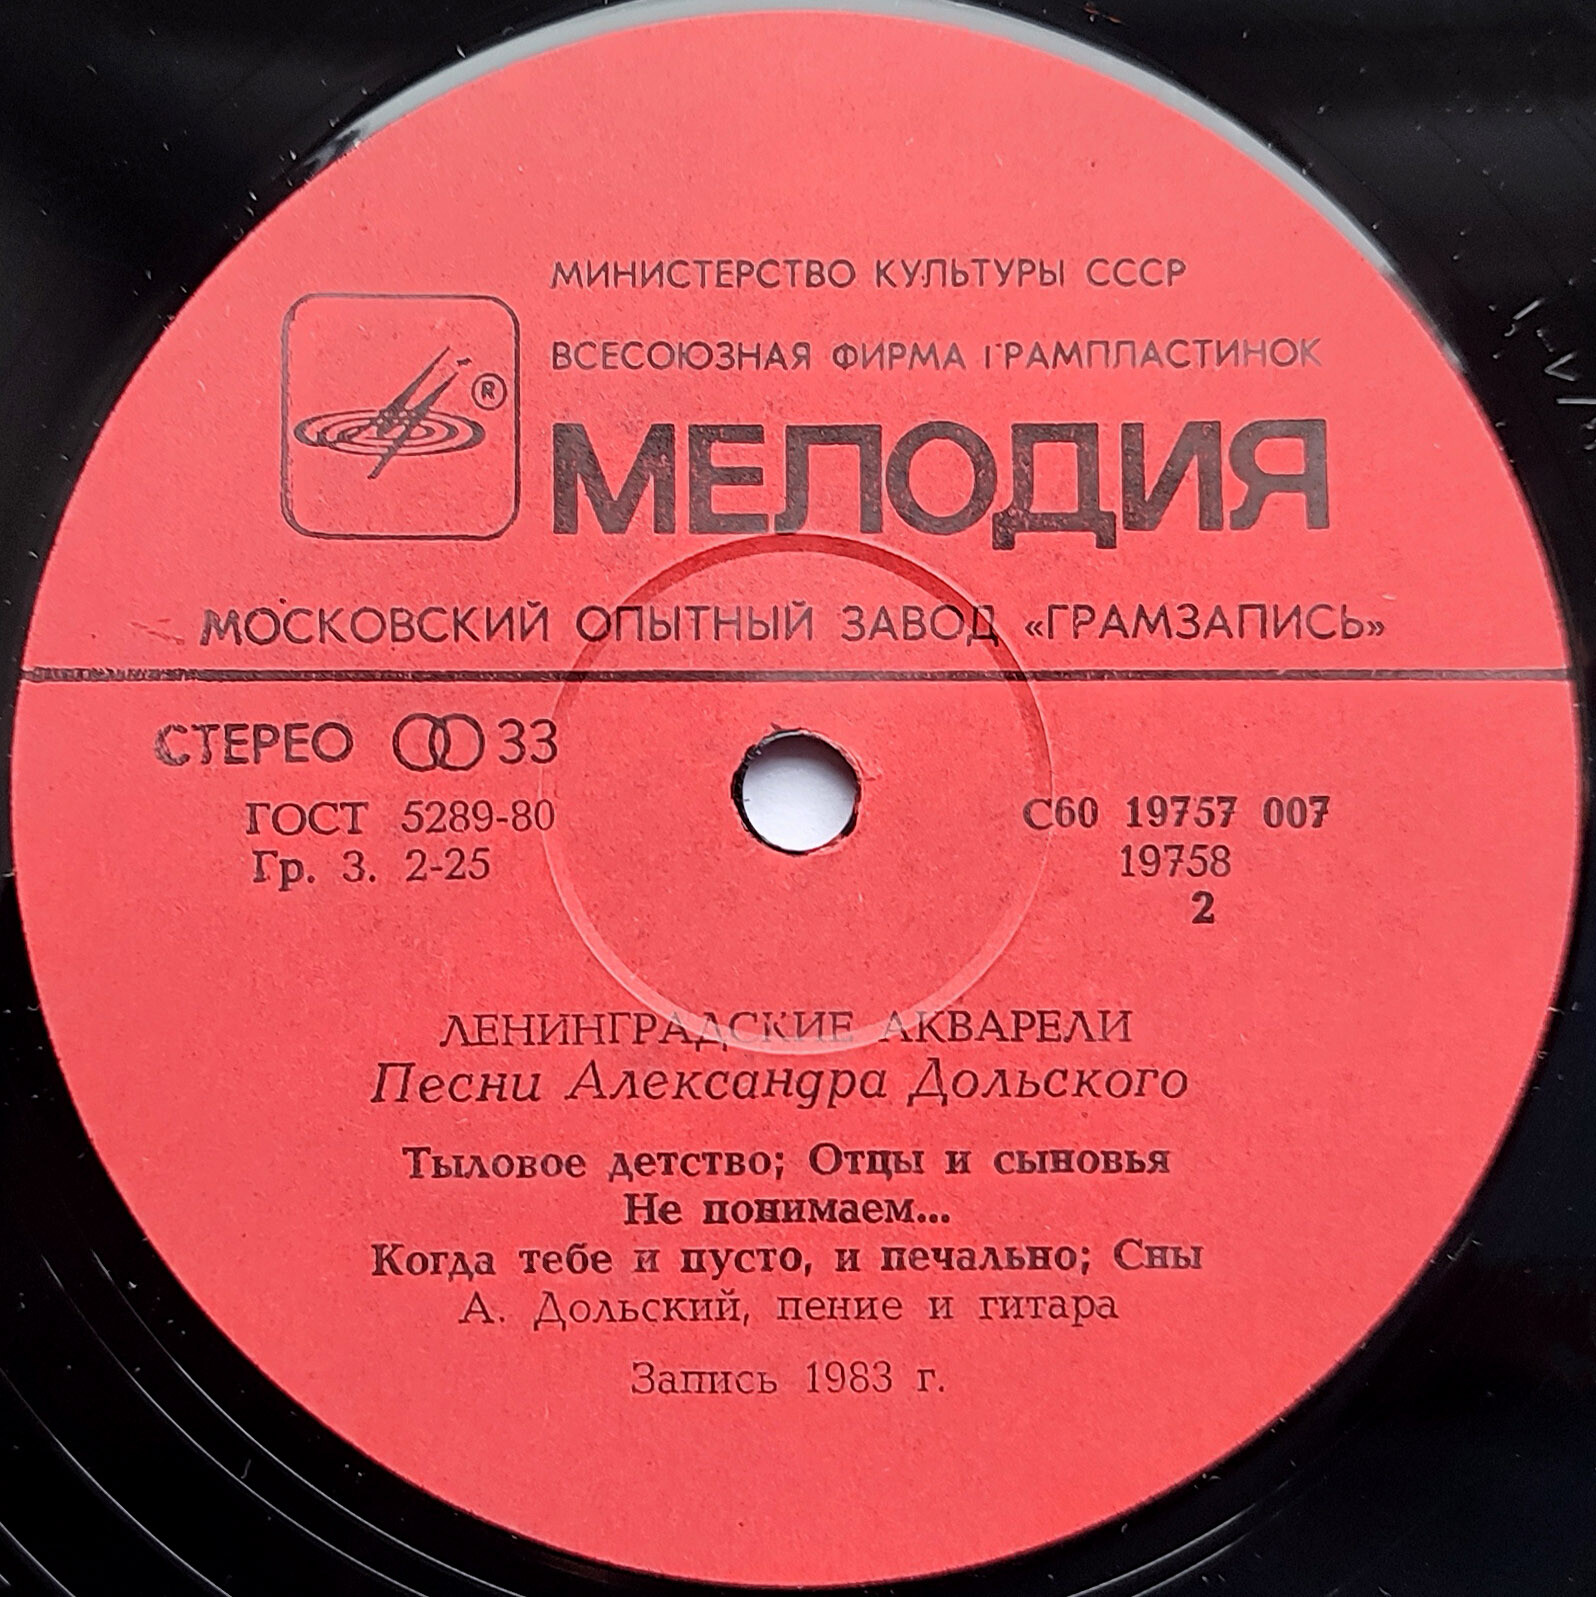 МИНИСТЕРСТВО КУЛЬТУРЫ СССР
ВСЕСОЮЗНАЯ ФИРМА ГРАМПЛАСТИНОК
®
МЕЛОДИЯ
МОСКОВСКИЙ ОПЫТНЫЙ ЗАВОД «ГРАМЗАПИСЬ»
СТЕРЕО 33
ГОСТ 5289-80
Гр. 3. 2-25
С60 19757 007
19758
2
ЛЕНИНГРАДСКИЕ АКВАРЕЛИ
Песни Александра Дольского
Тыловое детство; Отцы и сыновья
Не понимаем...
Когда тебе и пусто, и печально; Сны
А. Дольский, пение и гитара
Запись 1983 г.